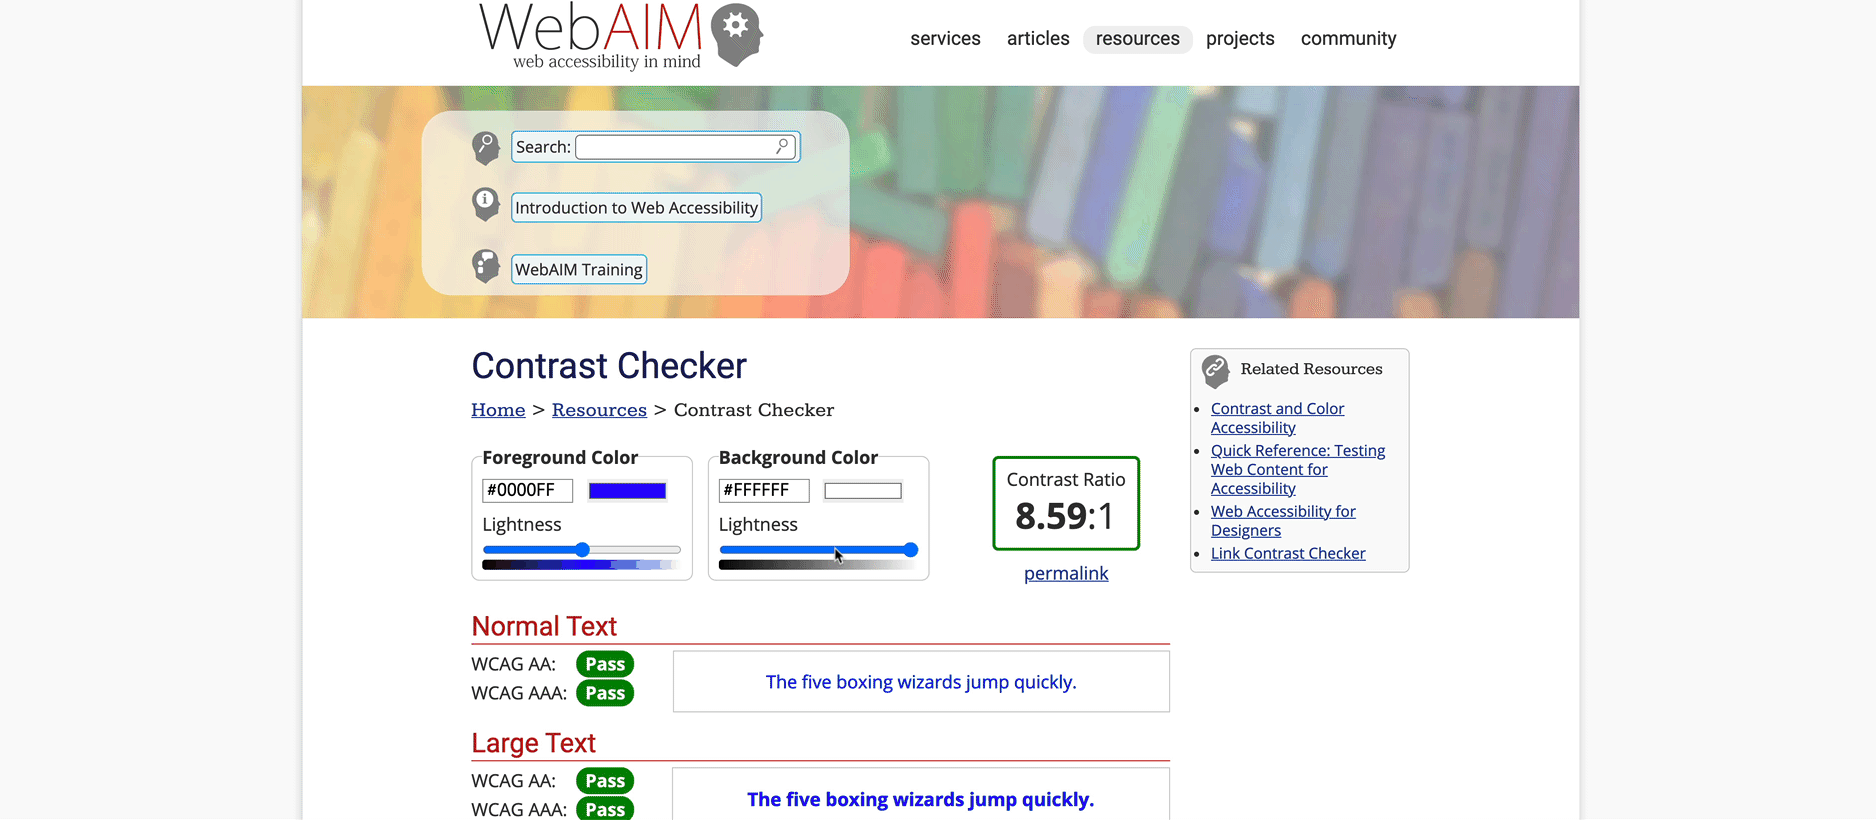 WebAIM
web accessibility in mind
services articles resources projects community
Search:
Introduction to Web Accessibility
WebAIM Training
Contrast Checker
Home > Resources > Contrast Checker
Foreground Color
#0000FF
Lightness
Background Color
#FFFFFF
Lightness
Contrast Ratio
8.59:1
permalink
Related Resources
Contrast and Color
Accessibility
Quick Reference: Testing
Web Content for
Accessibility
Web Accessibility for
Designers
Link Contrast Checker
Normal Text
WCAG AA: Pass
WCAG AAA: Pass
The five boxing wizards jump quickly.
Large Text
WCAG AA: Pass
WCAG AAA: Pass
The five boxing wizards jump quickly.